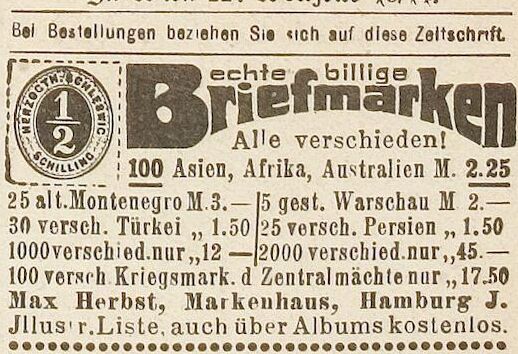 Bei Bestellungen beziehen Sie sich auf diese Zeitschrift.
HERZOGTH. SCHLESWIG
1/2
SCHILLING
echte billige
Briefmarken
Alle verschieden!
100 Asien, Afrika, Australien M. 2.25
25 alt. Montenegro M. 3.— 5 gest. Warschau M 2.—
30 versch. Türkei „ 1.50 25 versch. Persien „ 1.50
1000 verschied. nur „ 12 — 2000 verschied. nur „ 45.—
100 versch. Kriegsmark. d Zentralmächte nur „ 17.50
Max Herbst, Markenhaus, Hamburg J.
Jllustr. Liste, auch über Albums kostenlos.